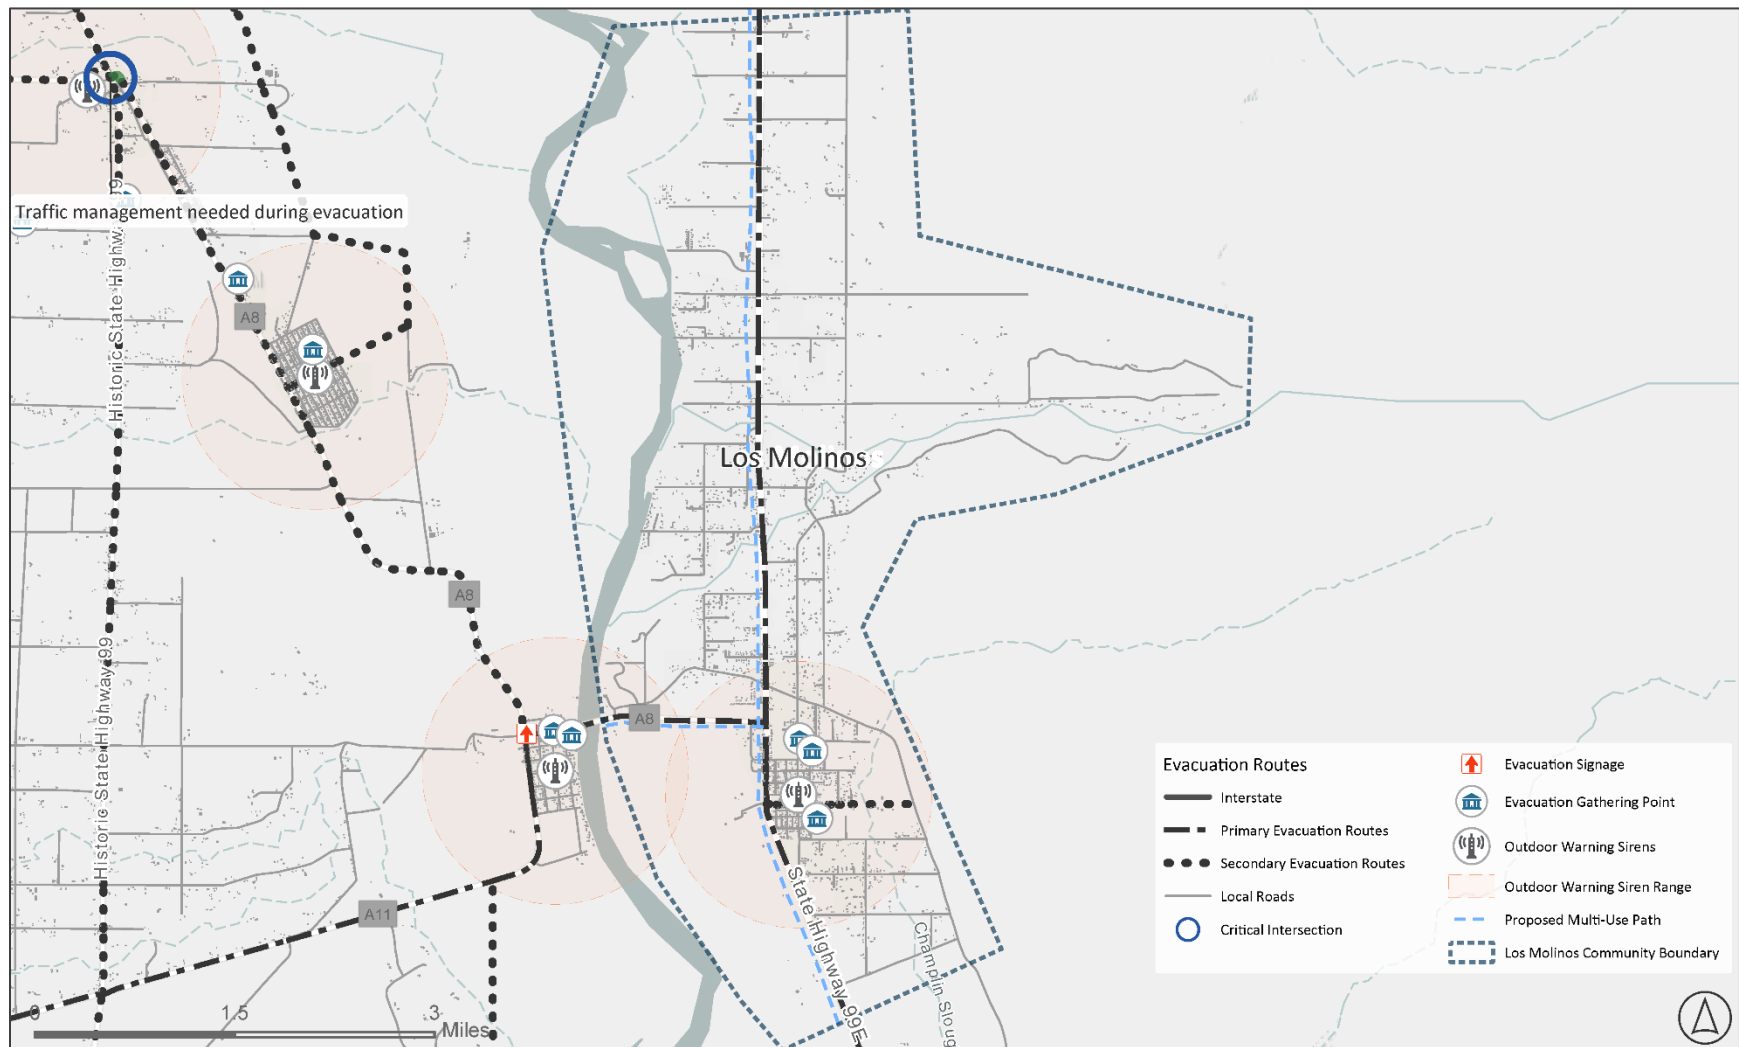 Traffic management needed during evacuation
Historic State Highway 99
A8
Los Molinos
A8
Historic State Highway 99
A8
A11
State Highway 99E
Champlin Slough
0 1.5 3
Miles
Evacuation Routes
Interstate
Primary Evacuation Routes
Secondary Evacuation Routes
Local Roads
Critical Intersection
Evacuation Signage
Evacuation Gathering Point
Outdoor Warning Sirens
Outdoor Warning Siren Range
Proposed Multi-Use Path
Los Molinos Community Boundary